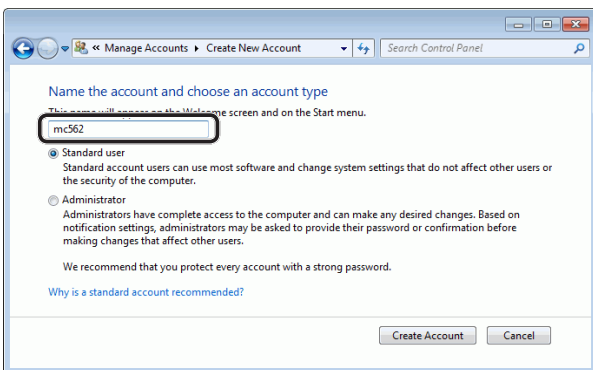 « Manage Accounts ▸ Create New Account
Search Control Panel
Name the account and choose an account type
This name will appear on the Welcome screen and on the Start menu.
mc562
Standard user
Standard account users can use most software and change system settings that do not affect other users or
the security of the computer.
Administrator
Administrators have complete access to the computer and can make any desired changes. Based on
notification settings, administrators may be asked to provide their password or confirmation before
making changes that affect other users.
We recommend that you protect every account with a strong password.
Why is a standard account recommended?
Create Account
Cancel